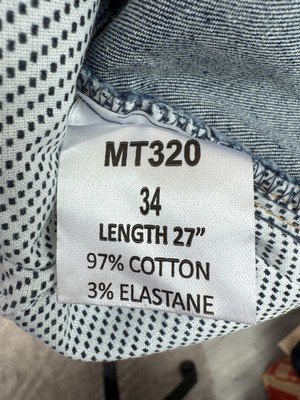 MT320
34
LENGTH 27”
97% COTTON
3% ELASTANE